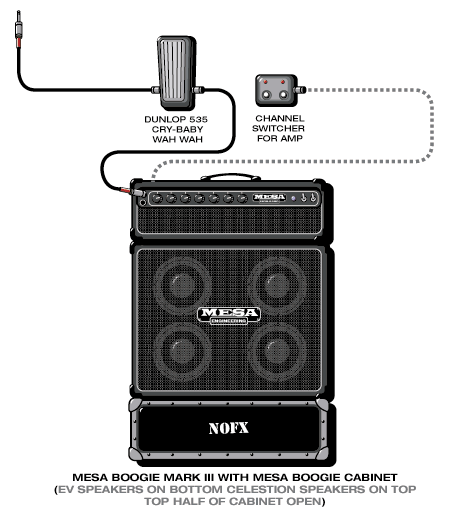 DUNLOP 535
CRY-BABY
WAH WAH
CHANNEL
SWITCHER
FOR AMP
MESA
MESA
ENGINEERING
NOFX
MESA BOOGIE MARK III WITH MESA BOOGIE CABINET
(EV SPEAKERS ON BOTTOM CELESTION SPEAKERS ON TOP
TOP HALF OF CABINET OPEN)